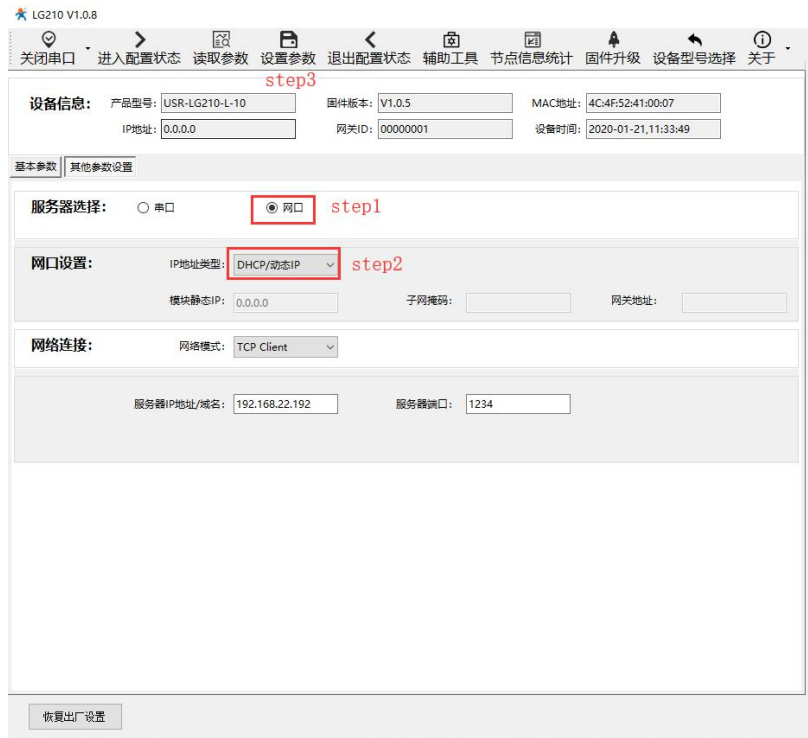 LG210 V1.0.8
关闭串口 进入配置状态 读取参数 设置参数 退出配置状态 辅助工具 节点信息统计 固件升级 设备型号选择 关于
step3
设备信息： 产品型号： USR-LG210-L-10 固件版本： V1.0.5 MAC地址： 4C:4F:52:41:00:07
IP地址： 0.0.0.0 网关ID： 00000001 设备时间： 2020-01-21,11:33:49
基本参数 其他参数设置
服务器选择： 串口 网口 step1
网口设置： IP地址类型： DHCP/动态IP step2
模块静态IP： 0.0.0.0 子网掩码： 网关地址：
网络连接： 网络模式： TCP Client
服务器IP地址/域名： 192.168.22.192 服务器端口： 1234
恢复出厂设置